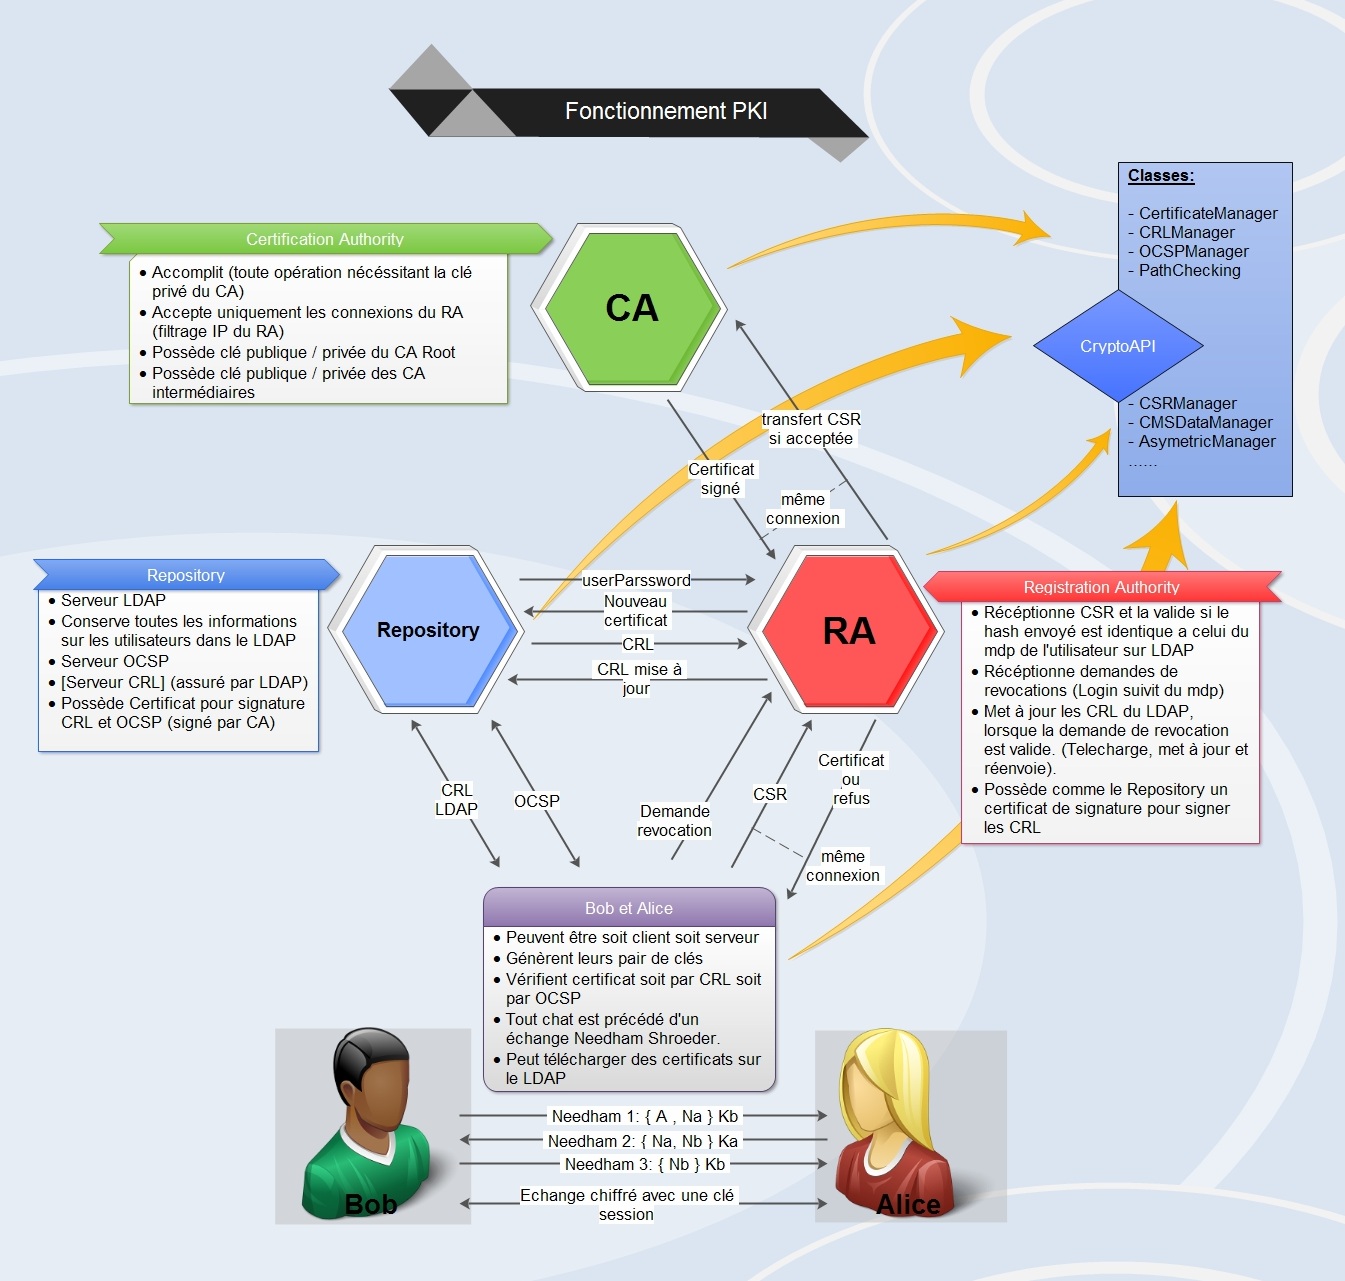 Fonctionnement PKI
Classes:
- CertificateManager
- CRLManager
- OCSPManager
- PathChecking
CryptoAPI
- CSRManager
- CMSDataManager
- AsymetricManager
......
Certification Authority
• Accomplit (toute opération nécéssitant la clé
privé du CA)
• Accepte uniquement les connexions du RA
(filtrage IP du RA)
• Possède clé publique / privée du CA Root
• Possède clé publique / privée des CA
intermédiaires
CA
transfert CSR
si acceptée
Certificat
signé
même
connexion
Repository
• Serveur LDAP
• Conserve toutes les informations
sur les utilisateurs dans le LDAP
• Serveur OCSP
• [Serveur CRL] (assuré par LDAP)
• Possède Certificat pour signature
CRL et OCSP (signé par CA)
Repository
userParssword
Nouveau
certificat
CRL
CRL mise à
jour
RA
Registration Authority
• Récéptionne CSR et la valide si le
hash envoyé est identique a celui du
mdp de l'utilisateur sur LDAP
• Récéptionne demandes de
revocations (Login suivit du mdp)
• Met à jour les CRL du LDAP,
lorsque la demande de revocation
est valide. (Telecharge, met à jour et
réenvoie).
• Possède comme le Repository un
certificat de signature pour signer
les CRL
CRL
LDAP
OCSP
Demande
revocation
CSR
Certificat
ou
refus
même
connexion
Bob et Alice
• Peuvent être soit client soit serveur
• Génèrent leurs pair de clés
• Vérifient certificat soit par CRL soit
par OCSP
• Tout chat est précédé d'un
échange Needham Shroeder.
• Peut télécharger des certificats sur
le LDAP
Needham 1: { A , Na } Kb
Needham 2: { Na, Nb } Ka
Needham 3: { Nb } Kb
Echange chiffré avec une clé
session
Bob
Alice